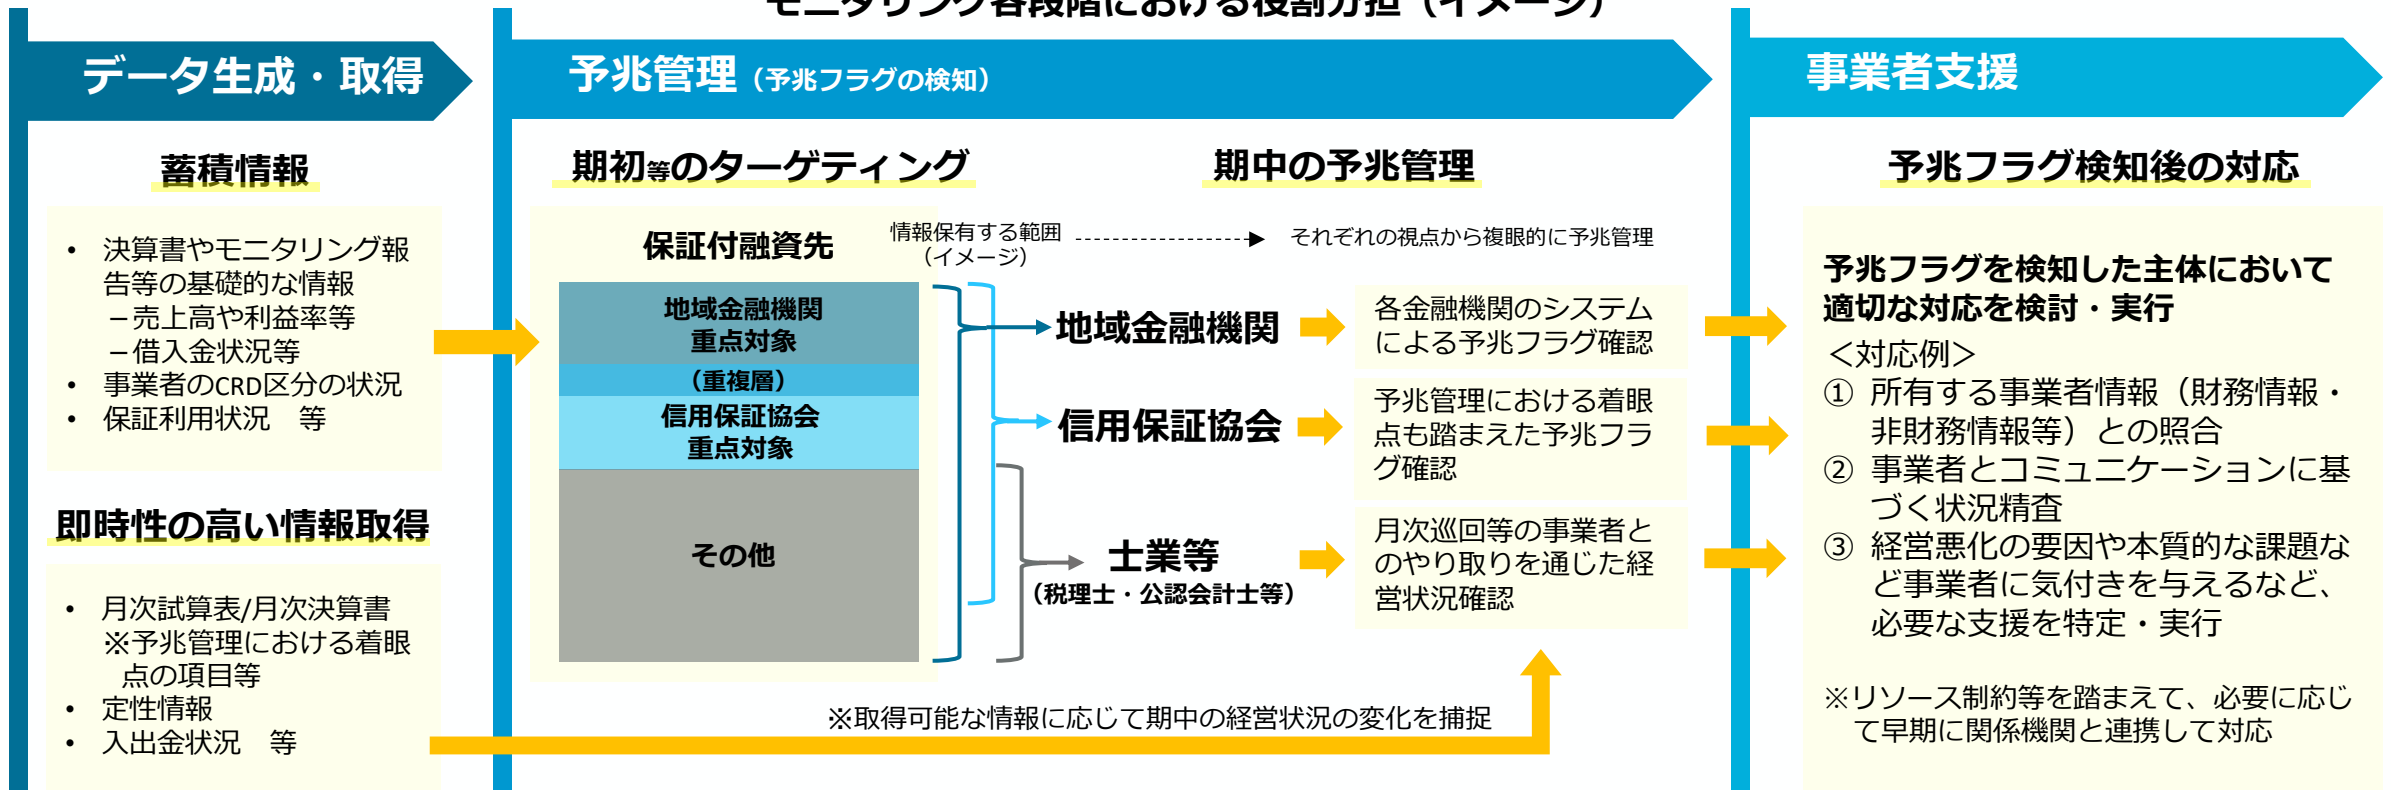 モニタリング各段階における役割分担（イメージ）
データ生成・取得
蓄積情報
• 決算書やモニタリング報
告等の基礎的な情報
－売上高や利益率等
－借入金状況等
• 事業者のCRD区分の状況
• 保証利用状況　等
即時性の高い情報取得
• 月次試算表/月次決算書
※予兆管理における着眼
点の項目等
• 定性情報
• 入出金状況　等
予兆管理（予兆フラグの検知）
期初等のターゲティング
保証付融資先
地域金融機関
重点対象
（重複層）
信用保証協会
重点対象
その他
情報保有する範囲
（イメージ）
期中の予兆管理
それぞれの視点から複眼的に予兆管理
地域金融機関
各金融機関のシステム
による予兆フラグ確認
信用保証協会
予兆管理における着眼
点も踏まえた予兆フラ
グ確認
士業等
（税理士・公認会計士等）
月次巡回等の事業者と
のやり取りを通じた経
営状況確認
※取得可能な情報に応じて期中の経営状況の変化を捕捉
事業者支援
予兆フラグ検知後の対応
予兆フラグを検知した主体において
適切な対応を検討・実行
＜対応例＞
① 所有する事業者情報（財務情報・
非財務情報等）との照合
② 事業者とコミュニケーションに基
づく状況精査
③ 経営悪化の要因や本質的な課題な
ど事業者に気付きを与えるなど、
必要な支援を特定・実行
※リソース制約等を踏まえて、必要に応じ
て早期に関係機関と連携して対応